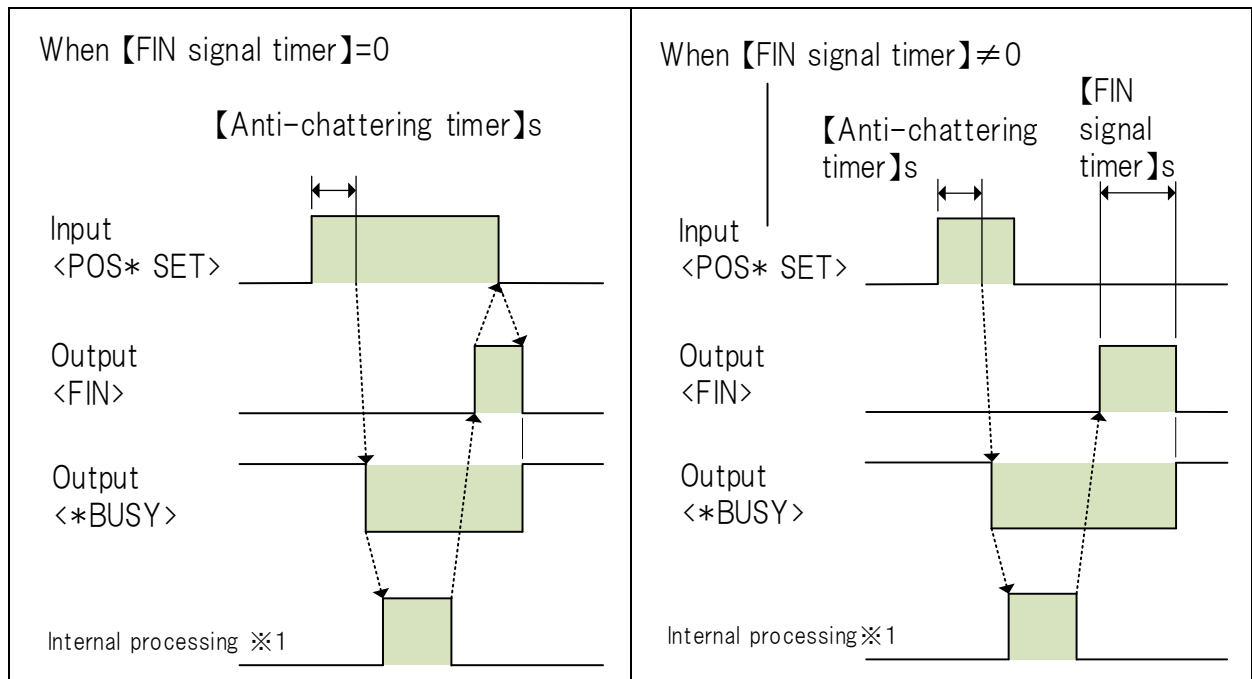 When【FIN signal timer】=0
【Anti-chattering timer】s
Input
<POS* SET>
Output
<FIN>
Output
<*BUSY>
Internal processing ※1
When【FIN signal timer】≠0
【FIN
signal
timer】s
【Anti-chattering
timer】s
Input
<POS* SET>
Output
<FIN>
Output
<*BUSY>
Internal processing※1